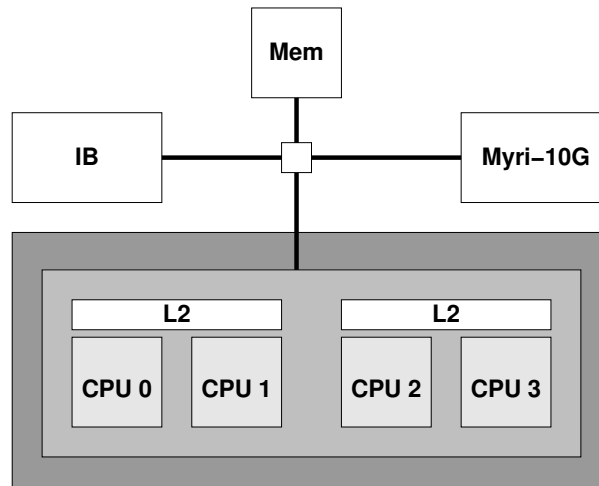 Mem
IB
Myri−10G
L2
L2
CPU 0
CPU 1
CPU 2
CPU 3